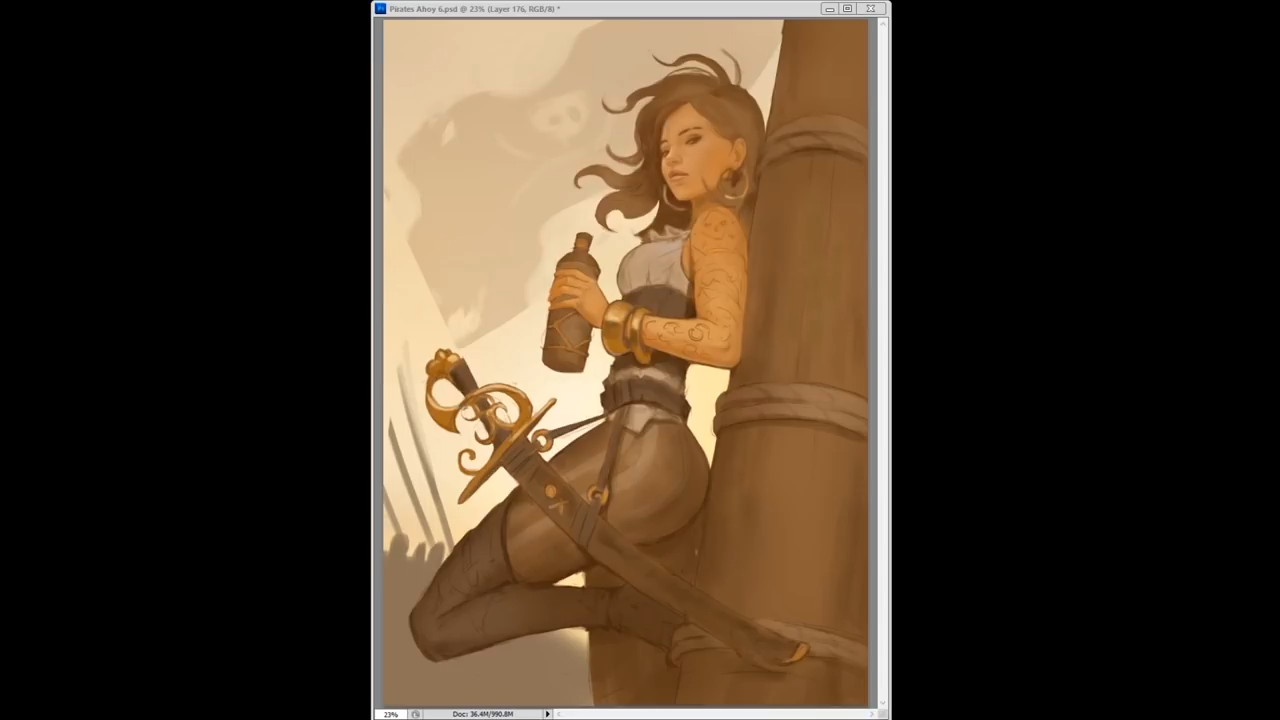 Pirates Ahoy 6.psd @ 23% (Layer 176, RGB/8) *
23%
Doc: 36.4M/990.8M